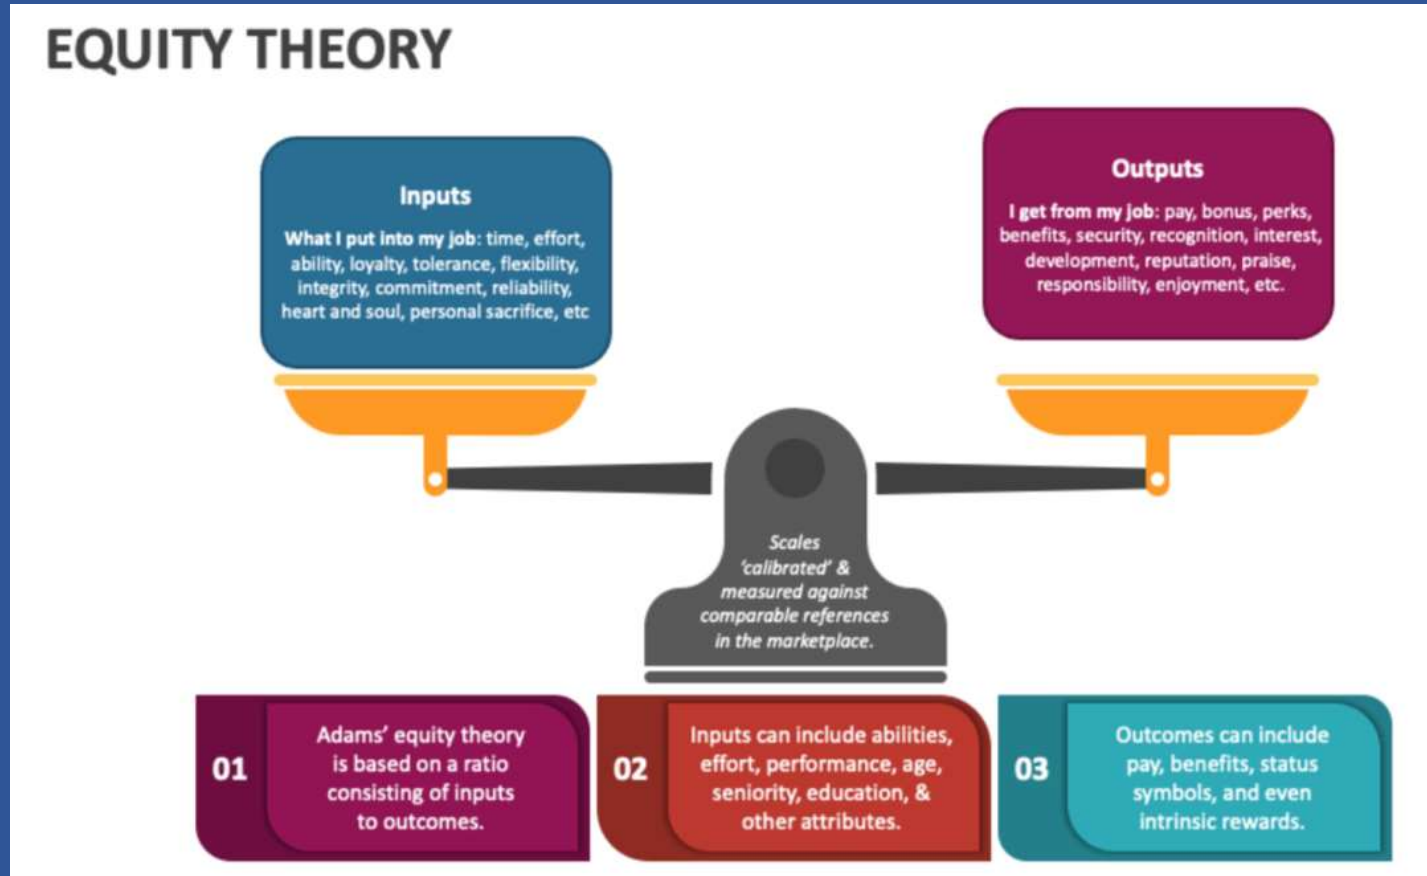 EQUITY THEORY
Inputs
What I put into my job: time, effort,
ability, loyalty, tolerance, flexibility,
integrity, commitment, reliability,
heart and soul, personal sacrifice, etc
Outputs
I get from my job: pay, bonus, perks,
benefits, security, recognition, interest,
development, reputation, praise,
responsibility, enjoyment, etc.
Scales
‘calibrated’ &
measured against
comparable references
in the marketplace.
01
Adams’ equity theory
is based on a ratio
consisting of inputs
to outcomes.
02
Inputs can include abilities,
effort, performance, age,
seniority, education, &
other attributes.
03
Outcomes can include
pay, benefits, status
symbols, and even
intrinsic rewards.